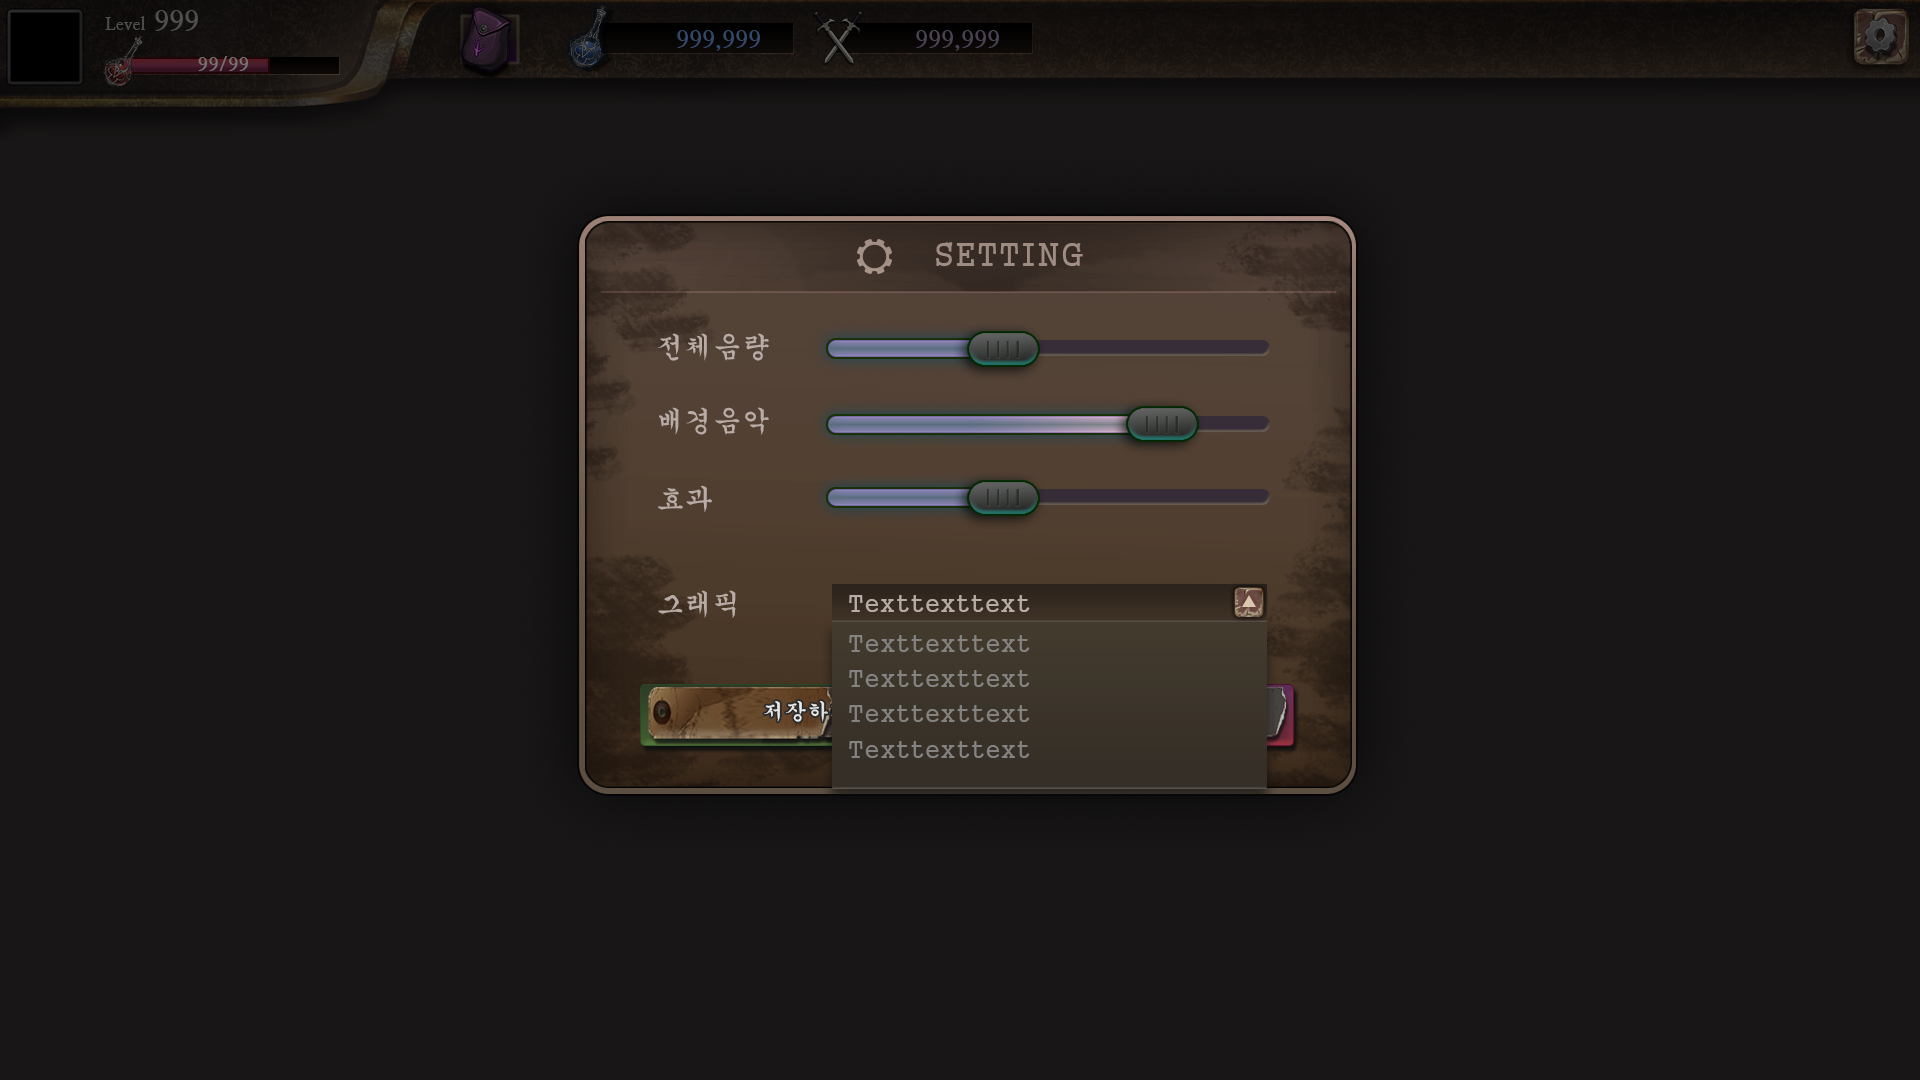 Level 999
99/99
999,999
999,999
SETTING
전체음량
배경음악
효과
그래픽
Texttexttext
Texttexttext
Texttexttext
Texttexttext
Texttexttext
저장하